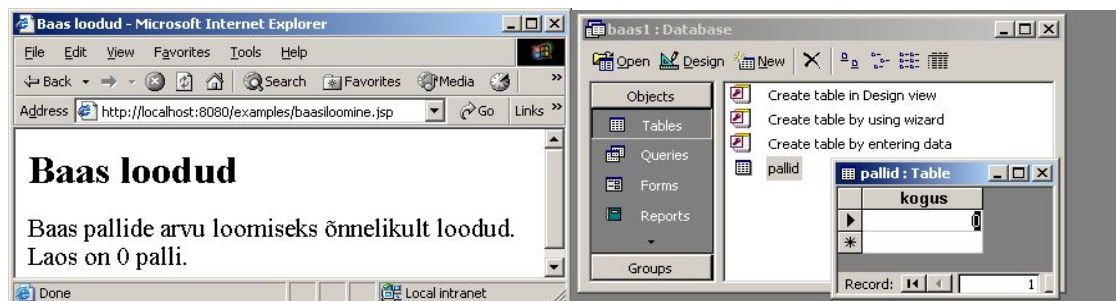 Baas loodud - Microsoft Internet Explorer
File Edit View Favorites Tools Help
Back Search Favorites Media »
Address http://localhost:8080/examples/baasiloomine.jsp Go Links »
Baas loodud
Baas pallide arvu loomiseks õnnelikult loodud.
Laos on 0 palli.
Done Local intranet
baas1 : Database
Open Design New
Objects
Tables
Queries
Forms
Reports
Groups
Create table in Design view
Create table by using wizard
Create table by entering data
pallid
pallid : Table
kogus
0
Record: 1